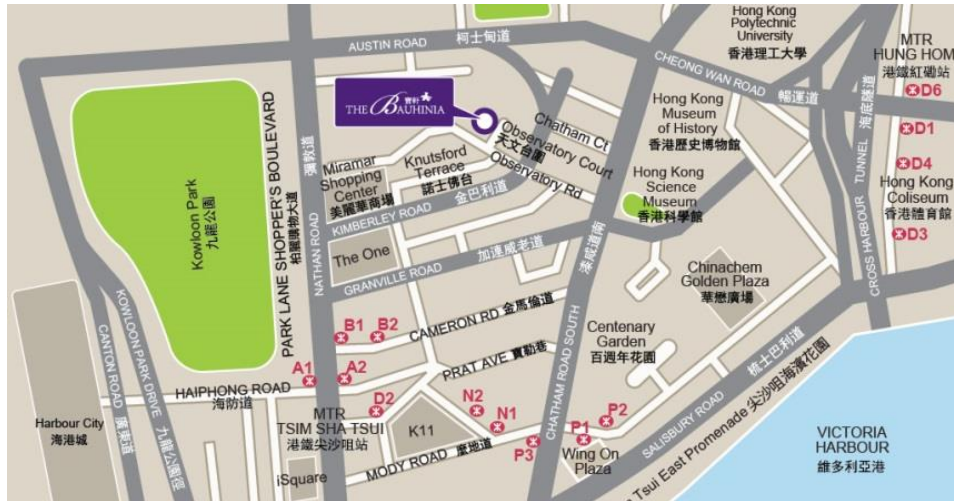 AUSTIN ROAD 柯士甸道
Hong Kong
Polytechnic
University
香港理工大學
MTR
HUNG HOM
港鐵紅磡站
D6
CHEONG WAN ROAD 暢運道
D1
D4
Hong Kong
Coliseum
香港體育館
D3
CROSS HARBOUR TUNNEL 海底隧道
THE BAUHINIA
寶軒
Chatham Ct
Observatory Court
天文台圍
Observatory Rd
Hong Kong
Museum
of History
香港歷史博物館
Hong Kong
Science
Museum
香港科學館
Kowloon Park
九龍公園
PARK LANE SHOPPER'S BOULEVARD
柏麗購物大道
NATHAN ROAD 彌敦道
Miramar
Shopping
Center
美麗華商場
Knutsford
Terrace
諾士佛台
KIMBERLEY ROAD 金巴利道
The One
GRANVILLE ROAD 加連威老道
CHATHAM ROAD SOUTH 漆咸道南
Chinachem
Golden Plaza
華懋廣場
B1
B2
CAMERON RD 金馬倫道
Centenary
Garden
百週年花園
PRAT AVE 寶勒巷
KOWLOON PARK DRIVE 九龍公園徑
CANTON ROAD 廣東道
A1
A2
HAIPHONG ROAD
海防道
Harbour City
海港城
MTR
TSIM SHA TSUI
港鐵尖沙咀站
D2
K11
N2
N1
P3
P1
P2
Wing On
Plaza
MODY ROAD 麼地道
iSquare
SALISBURY ROAD 梳士巴利道
Tsui East Promenade 尖沙咀海濱花園
VICTORIA
HARBOUR
維多利亞港